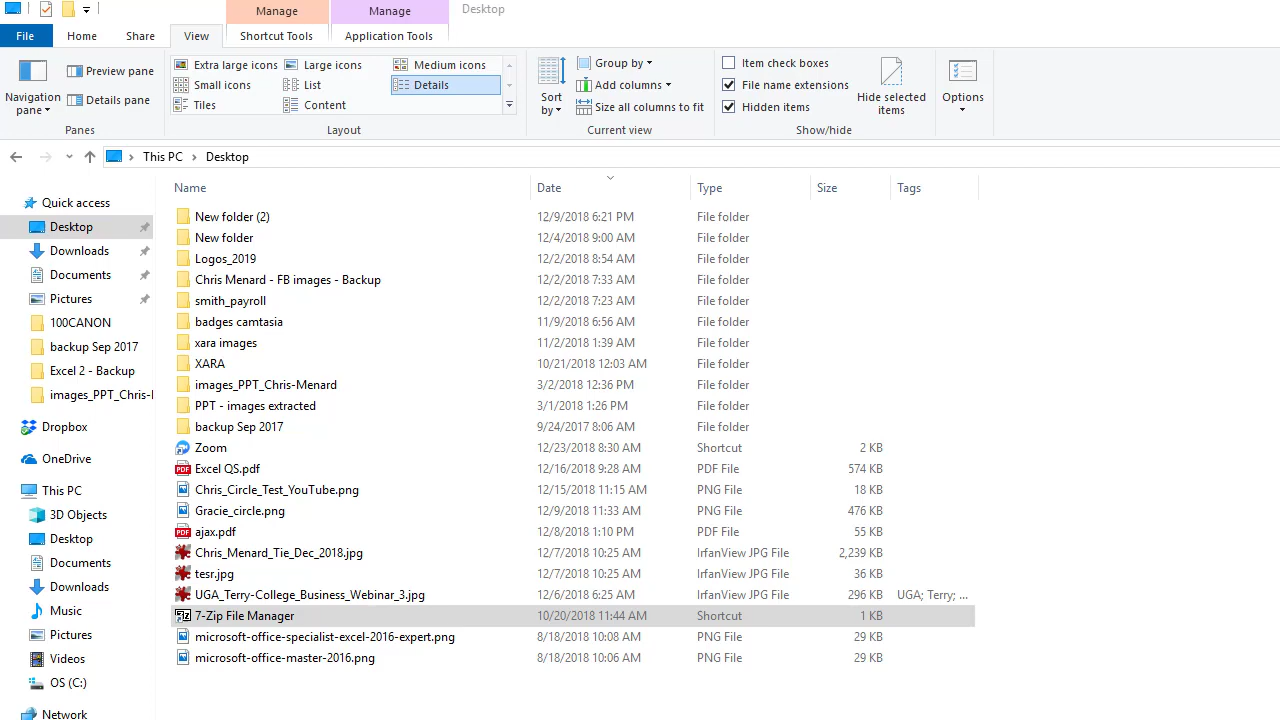 Manage Manage Desktop
File Home Share View Shortcut Tools Application Tools
Navigation pane
Preview pane
Details pane
Panes
Extra large icons Large icons Medium icons
Small icons List Details
Tiles Content
Layout
Sort by
Group by
Add columns
Size all columns to fit
Current view
Item check boxes
File name extensions
Hidden items
Hide selected items
Show/hide
Options
This PC > Desktop
Quick access
Desktop
Downloads
Documents
Pictures
100CANON
backup Sep 2017
Excel 2 - Backup
images_PPT_Chris-M
Dropbox
OneDrive
This PC
3D Objects
Desktop
Documents
Downloads
Music
Pictures
Videos
OS (C:)
Network
Name Date Type Size Tags
New folder (2) 12/9/2018 6:21 PM File folder
New folder 12/4/2018 9:00 AM File folder
Logos_2019 12/2/2018 8:54 AM File folder
Chris Menard - FB images - Backup 12/2/2018 7:33 AM File folder
smith_payroll 12/2/2018 7:23 AM File folder
badges camtasia 11/9/2018 6:56 AM File folder
xara images 11/2/2018 1:39 AM File folder
XARA 10/21/2018 12:03 AM File folder
images_PPT_Chris-Menard 3/2/2018 12:36 PM File folder
PPT - images extracted 3/1/2018 1:26 PM File folder
backup Sep 2017 9/24/2017 8:06 AM File folder
Zoom 12/23/2018 8:30 AM Shortcut 2 KB
Excel QS.pdf 12/16/2018 9:28 AM PDF File 574 KB
Chris_Circle_Test_YouTube.png 12/15/2018 11:15 AM PNG File 18 KB
Gracie_circle.png 12/9/2018 11:33 AM PNG File 476 KB
ajax.pdf 12/8/2018 1:10 PM PDF File 55 KB
Chris_Menard_Tie_Dec_2018.jpg 12/7/2018 10:25 AM IrfanView JPG File 2,239 KB
tesr.jpg 12/7/2018 10:25 AM IrfanView JPG File 36 KB
UGA_Terry-College_Business_Webinar_3.jpg 12/6/2018 6:25 AM IrfanView JPG File 296 KB UGA; Terry; ...
7-Zip File Manager 10/20/2018 11:44 AM Shortcut 1 KB
microsoft-office-specialist-excel-2016-expert.png 8/18/2018 10:08 AM PNG File 29 KB
microsoft-office-master-2016.png 8/18/2018 10:06 AM PNG File 29 KB